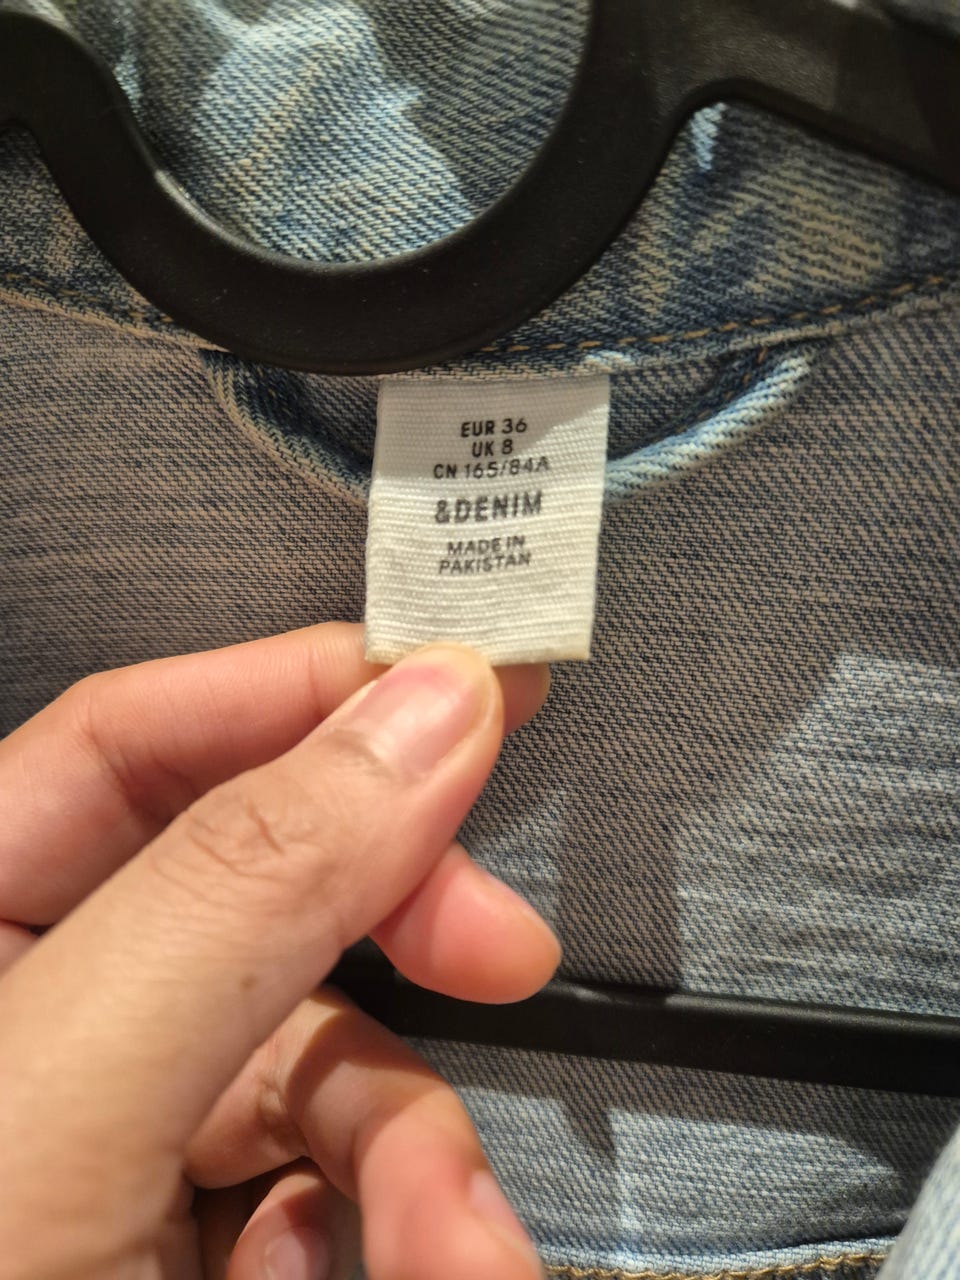 EUR 36
UK 8
CN 165/84A
&DENIM
MADE IN
PAKISTAN